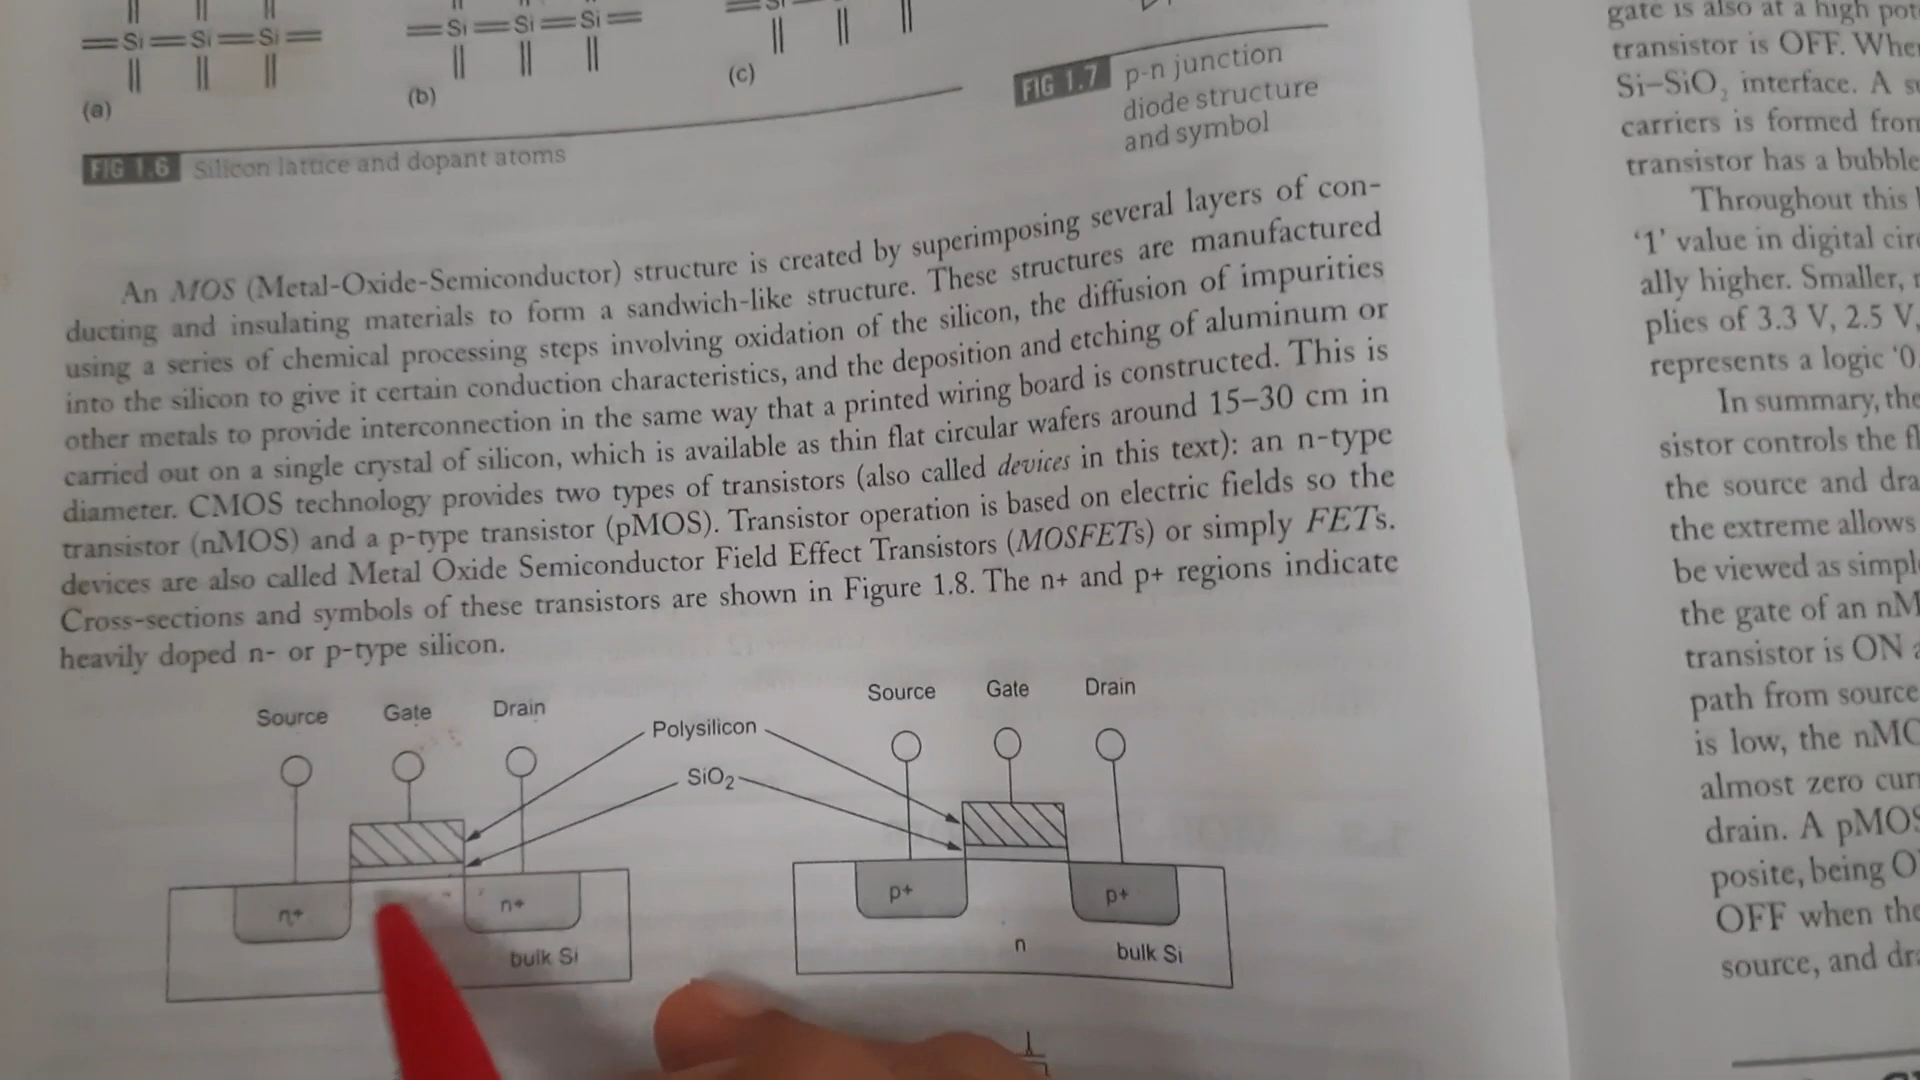 Si Si Si
Si Si Si
Si
(a)
(b)
(c)
FIG 1.6 Silicon lattice and dopant atoms
FIG 1.7 p-n junction
diode structure
and symbol
An MOS (Metal-Oxide-Semiconductor) structure is created by superimposing several layers of con-
ducting and insulating materials to form a sandwich-like structure. These structures are manufactured
using a series of chemical processing steps involving oxidation of the silicon, the diffusion of impurities
into the silicon to give it certain conduction characteristics, and the deposition and etching of aluminum or
other metals to provide interconnection in the same way that a printed wiring board is constructed. This is
carried out on a single crystal of silicon, which is available as thin flat circular wafers around 15–30 cm in
diameter. CMOS technology provides two types of transistors (also called devices in this text): an n-type
transistor (nMOS) and a p-type transistor (pMOS). Transistor operation is based on electric fields so the
devices are also called Metal Oxide Semiconductor Field Effect Transistors (MOSFETs) or simply FETs.
Cross-sections and symbols of these transistors are shown in Figure 1.8. The n+ and p+ regions indicate
heavily doped n- or p-type silicon.
Source Gate Drain
Polysilicon
SiO2
n+ n+
bulk Si
Source Gate Drain
p+ p+
n bulk Si
gate is also at a high
transistor is OFF.
Si–SiO2 interface. A
carriers is formed
transistor has a bubble
Throughout this
‘1’ value in digital
ally higher. Smaller,
plies of 3.3 V, 2.5 V,
represents a logic ‘0
In summary, the
sistor controls the
the source and
the extreme allows
be viewed as
the gate of an
transistor is ON
path from source
is low, the
almost zero
drain. A
posite, being
OFF when the
source, and